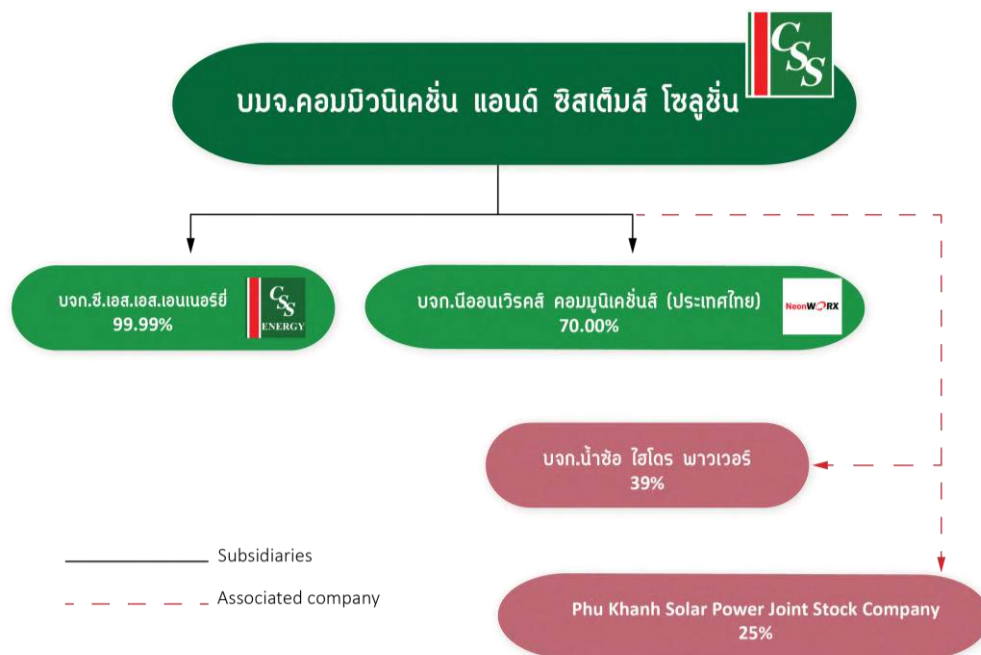 CSS
บมจ.คอมมิวนิเคชั่น แอนด์ ซิสเต็มส์ โซลูชั่น
บจก.ซี.เอส.เอส.เอนเนอร์ยี่
99.99%
CSS
ENERGY
บจก.นีออนเวิรคส์ คอมมูนิเคชั่นส์ (ประเทศไทย)
70.00%
NeonWORX
บจก.น้ำซ้อ ไฮโดร พาวเวอร์
39%
Subsidiaries
Associated company
Phu Khanh Solar Power Joint Stock Company
25%